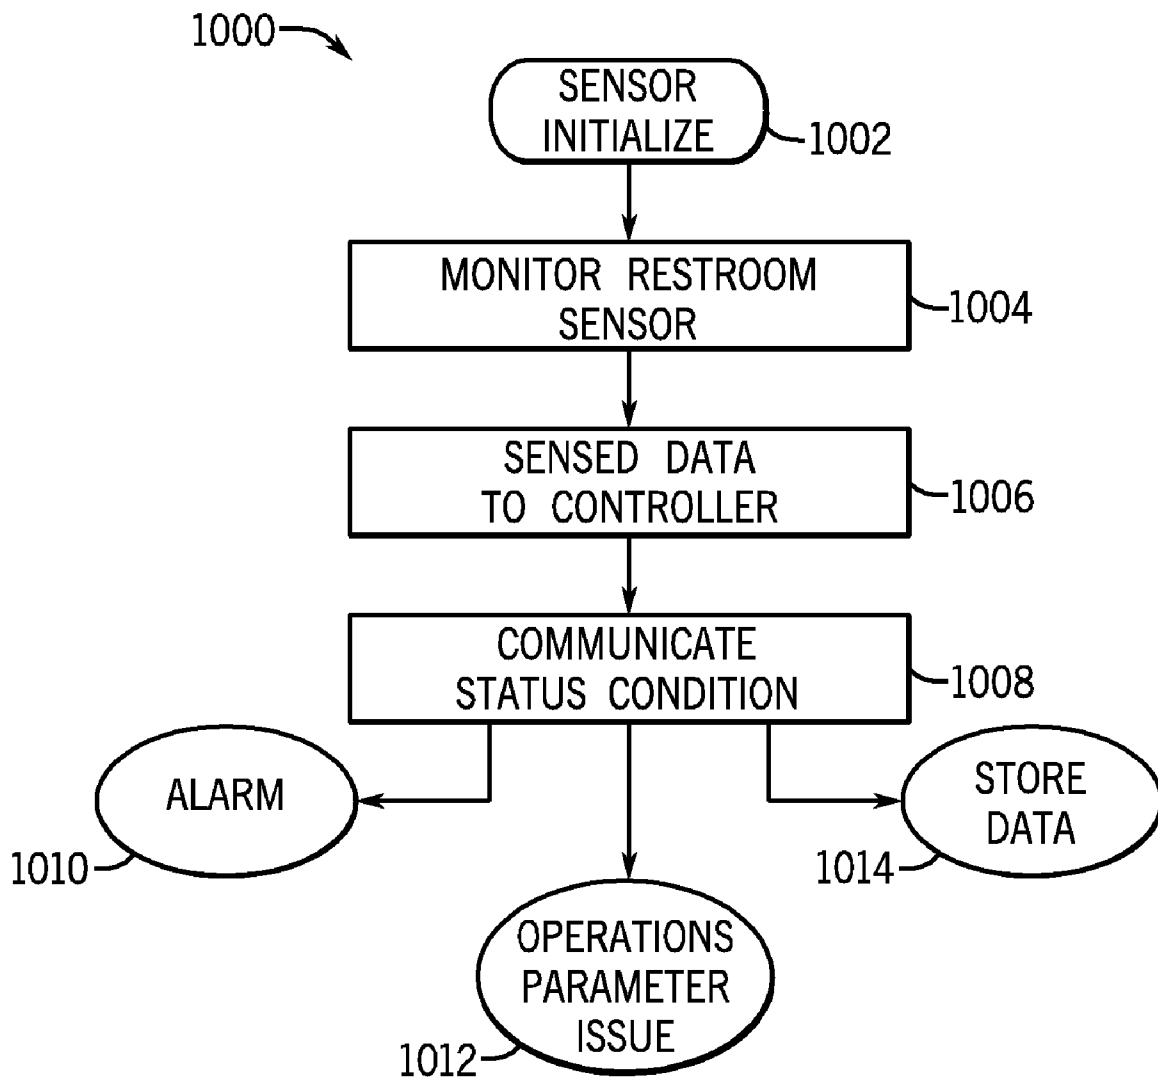 1000
SENSOR
INITIALIZE
1002
MONITOR RESTROOM
SENSOR
1004
SENSED DATA
TO CONTROLLER
1006
COMMUNICATE
STATUS CONDITION
1008
ALARM
1010
STORE
DATA
1014
OPERATIONS
PARAMETER
ISSUE
1012